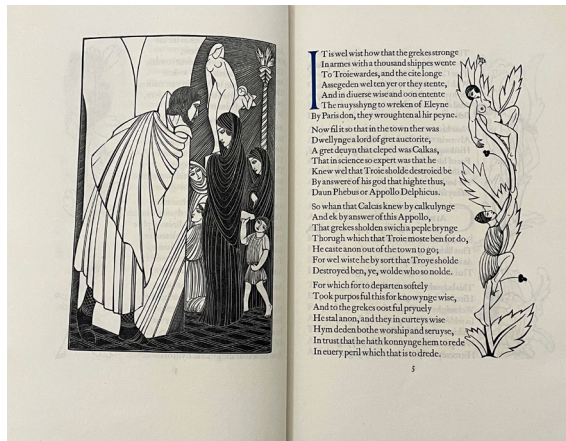 IT is wel wist how that the grekes stronge
In armes with a thousand shippes wente
To Troiewardes, and the cite longe
Assegeden wel ten yer or they stente,
And in diuerse wise and oon entente
The rauysshyng to wreken of Eleyne
By Paris don, they wroughten al hir peyne.
Now fil it so that in the town ther was
Dwellynge a lord of gret auctorite,
A gret deuyn that cleped was Calkas,
That in science so expert was that he
Knew wel that Troie sholde destroied be
By answere of his god that highte thus,
Daun Phebus or Appollo Delphicus.
So whan that Calcas knew by calkulynge
And ek by answer of this Appollo,
That grekes sholden swich a peple brynge
Thorugh which that Troie moste ben for do,
He caste anon out of the town to go;
For wel wiste he by sort that Troye sholde
Destroyed ben, ye, wolde who so nolde.
For which for to departen softely
Took purpos ful this for knowynge wise,
And to the grekes oost ful pryuely
He stal anon, and they in curteys wise
Hym deden bothe worship and seruyse,
In trust that he hath konnynge hem to rede
In euery peril which that is to drede.
5